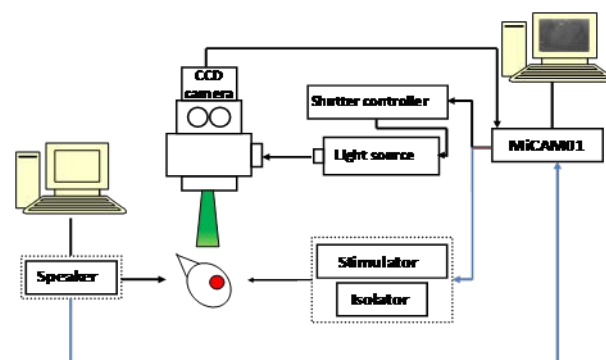 CCD
camera
Shutter controller
Light source
MiCAM01
Speaker
Stimulator
Isolator